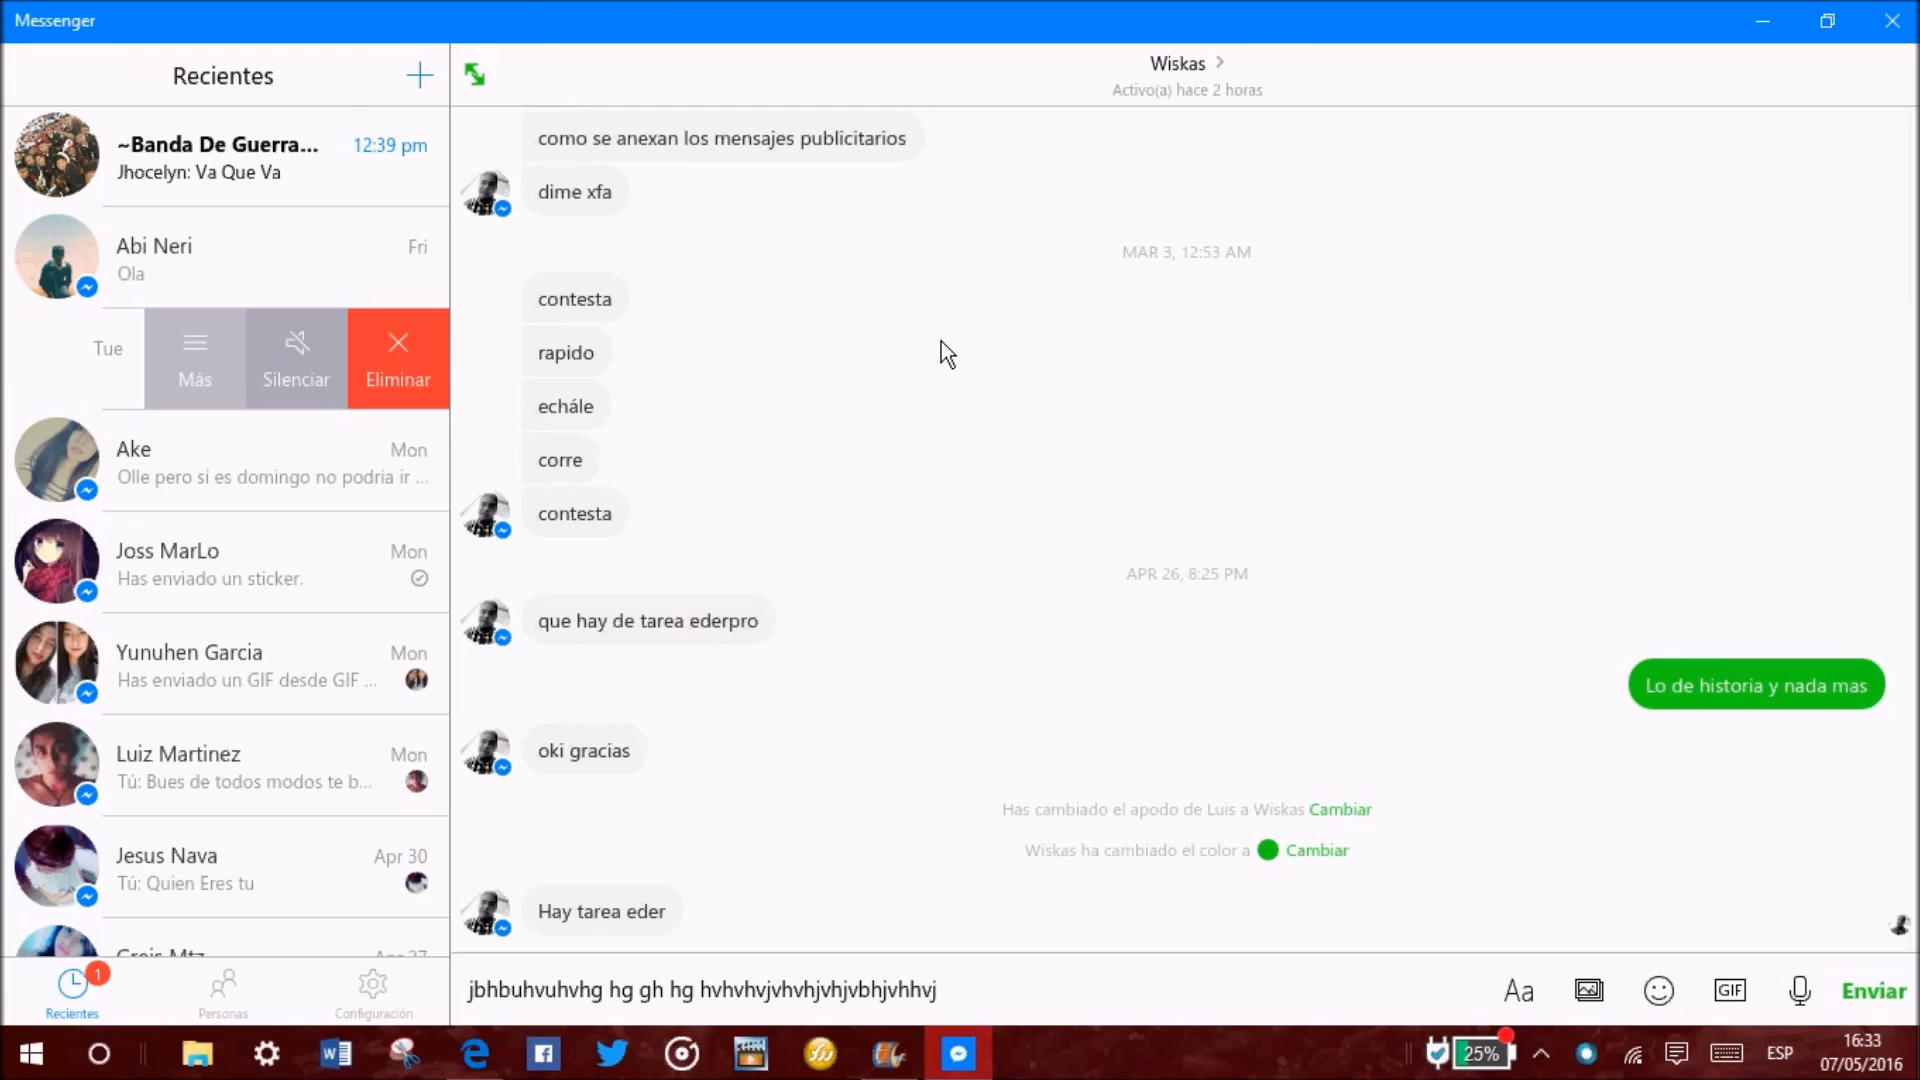 Messenger
Recientes
~Banda De Guerra...
12:39 pm
Jhocelyn: Va Que Va
Abi Neri
Fri
Ola
Tue
Más
Silenciar
Eliminar
Ake
Mon
Olle pero si es domingo no podría ir ...
Joss MarLo
Mon
Has enviado un sticker.
Yunuhen Garcia
Mon
Has enviado un GIF desde GIF ...
Luiz Martinez
Mon
Tú: Bues de todos modos te b...
Jesus Nava
Apr 30
Tú: Quien Eres tu
1
Recientes
Personas
Configuración
Wiskas
Activo(a) hace 2 horas
como se anexan los mensajes publicitarios
dime xfa
MAR 3, 12:53 AM
contesta
rapido
echále
corre
contesta
APR 26, 8:25 PM
que hay de tarea ederpro
Lo de historia y nada mas
oki gracias
Has cambiado el apodo de Luis a Wiskas Cambiar
Wiskas ha cambiado el color a Cambiar
Hay tarea eder
jbhbuhvuhvhg hg gh hg hvhvhvjvhvhjvhjvbhjvhhvj
Aa
GIF
Enviar
25%
ESP
16:33
07/05/2016